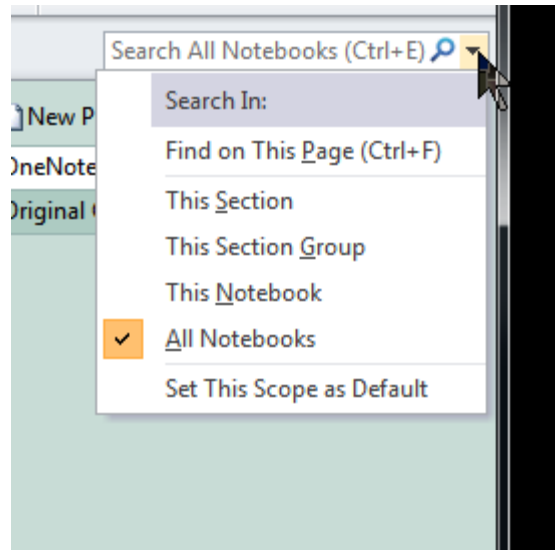 Search All Notebooks (Ctrl+E)
Search In:
New P
Find on This Page (Ctrl+F)
OneNote
This Section
Original
This Section Group
This Notebook
All Notebooks
Set This Scope as Default